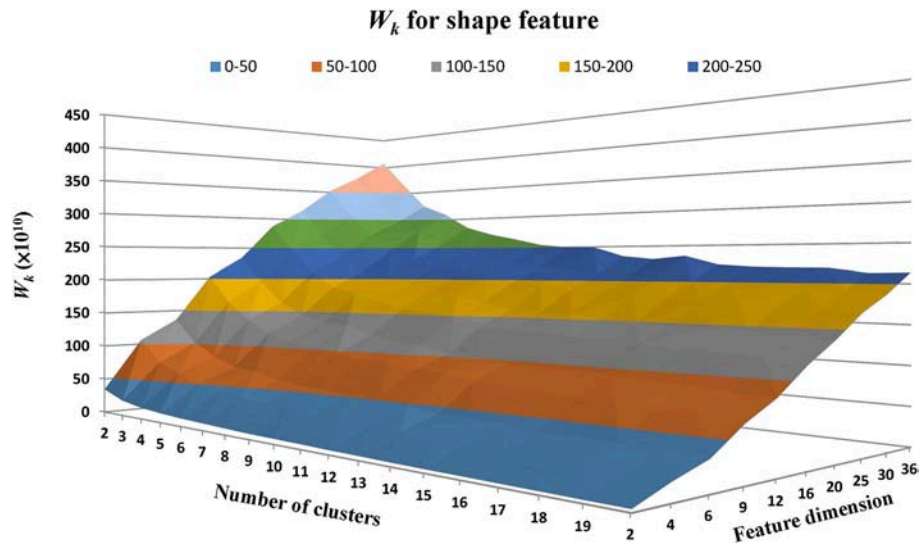 W_k for shape feature
0-50 50-100 100-150 150-200 200-250
450
400
350
300
250
200
150
100
50
0
W_k (×10^10)
2 3 4 5 6 7 8 9 10 11 12 13 14 15 16 17 18 19
Number of clusters
2 4 6 9 12 16 20 25 30 36
Feature dimension